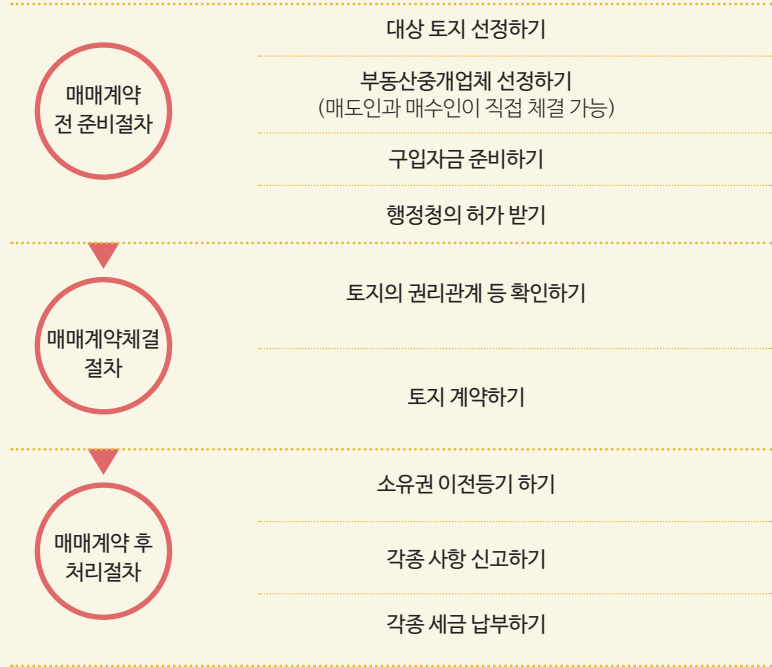 매매계약
전 준비절차
대상 토지 선정하기
부동산중개업체 선정하기
(매도인과 매수인이 직접 체결 가능)
구입자금 준비하기
행정청의 허가 받기
매매계약체결
절차
토지의 권리관계 등 확인하기
토지 계약하기
매매계약 후
처리절차
소유권 이전등기 하기
각종 사항 신고하기
각종 세금 납부하기